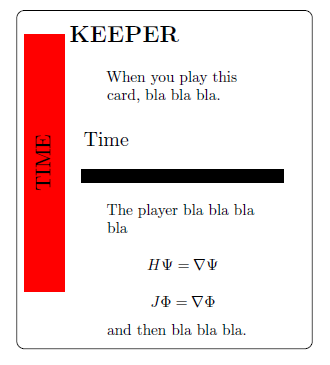 KEEPER
When you play this
card, bla bla bla.
TIME
Time
The player bla bla bla
bla
HΨ = ∇Ψ
JΦ = ∇Φ
and then bla bla bla.